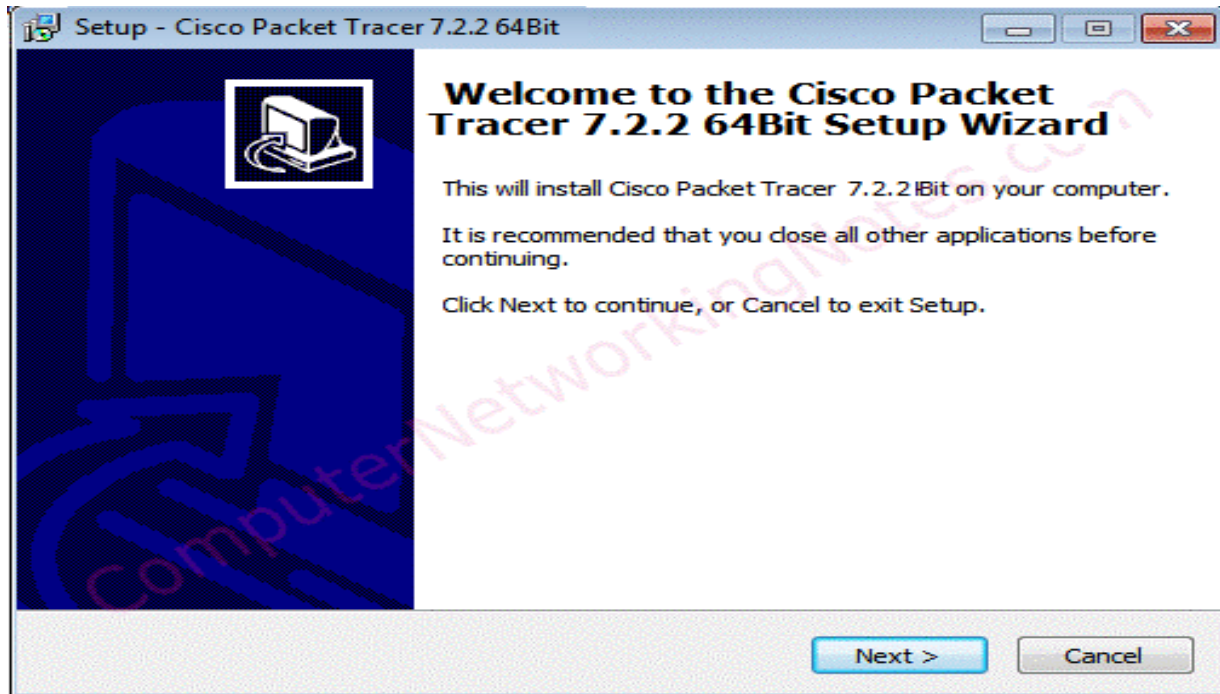 Setup - Cisco Packet Tracer 7.2.2 64Bit
Welcome to the Cisco Packet
Tracer 7.2.2 64Bit Setup Wizard
This will install Cisco Packet Tracer 7.2.2 Bit on your computer.
It is recommended that you close all other applications before
continuing.
Click Next to continue, or Cancel to exit Setup.
ComputerNetworkingNotes.com
Next >
Cancel